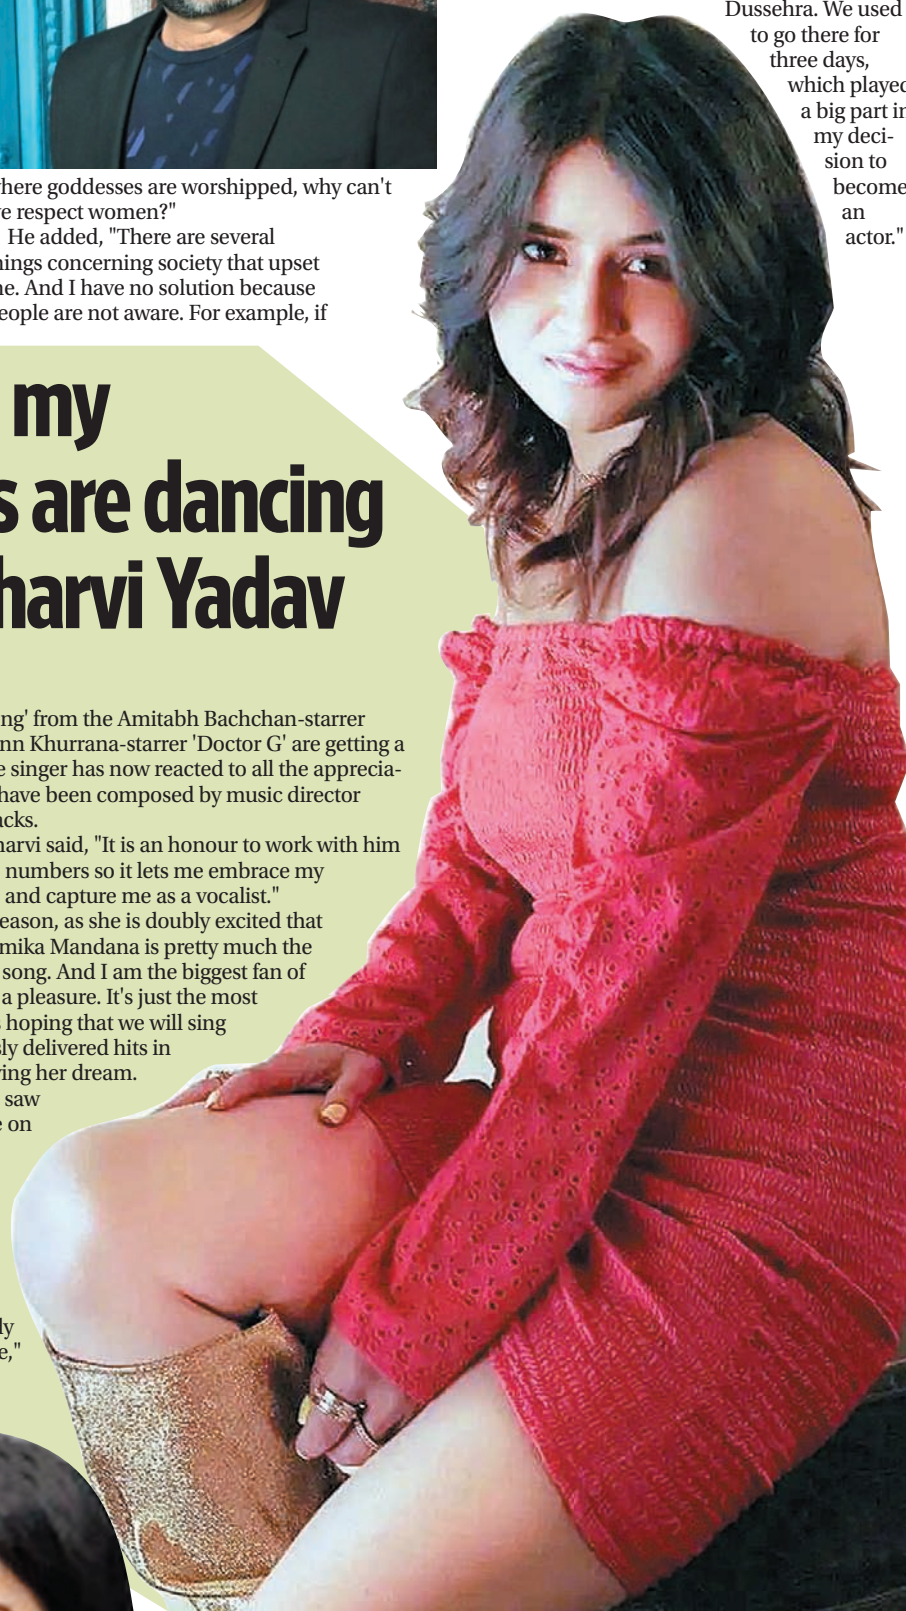 Dussehra. We used
to go there for
three days,
which played
a big part in
my deci-
sion to
become
an
actor."
where goddesses are worshipped, why can't
we respect women?"
He added, "There are several
things concerning society that upset
me. And I have no solution because
people are not aware. For example, if
my
s are dancing
harvi Yadav
ng' from the Amitabh Bachchan-starrer
nn Khurrana-starrer 'Doctor G' are getting a
e singer has now reacted to all the apprecia-
have been composed by music director
acks.
harvi said, "It is an honour to work with him
numbers so it lets me embrace my
and capture me as a vocalist."
eason, as she is doubly excited that
mika Mandana is pretty much the
song. And I am the biggest fan of
a pleasure. It's just the most
s hoping that we will sing
sly delivered hits in
ving her dream.
saw
e on
ly
e,"